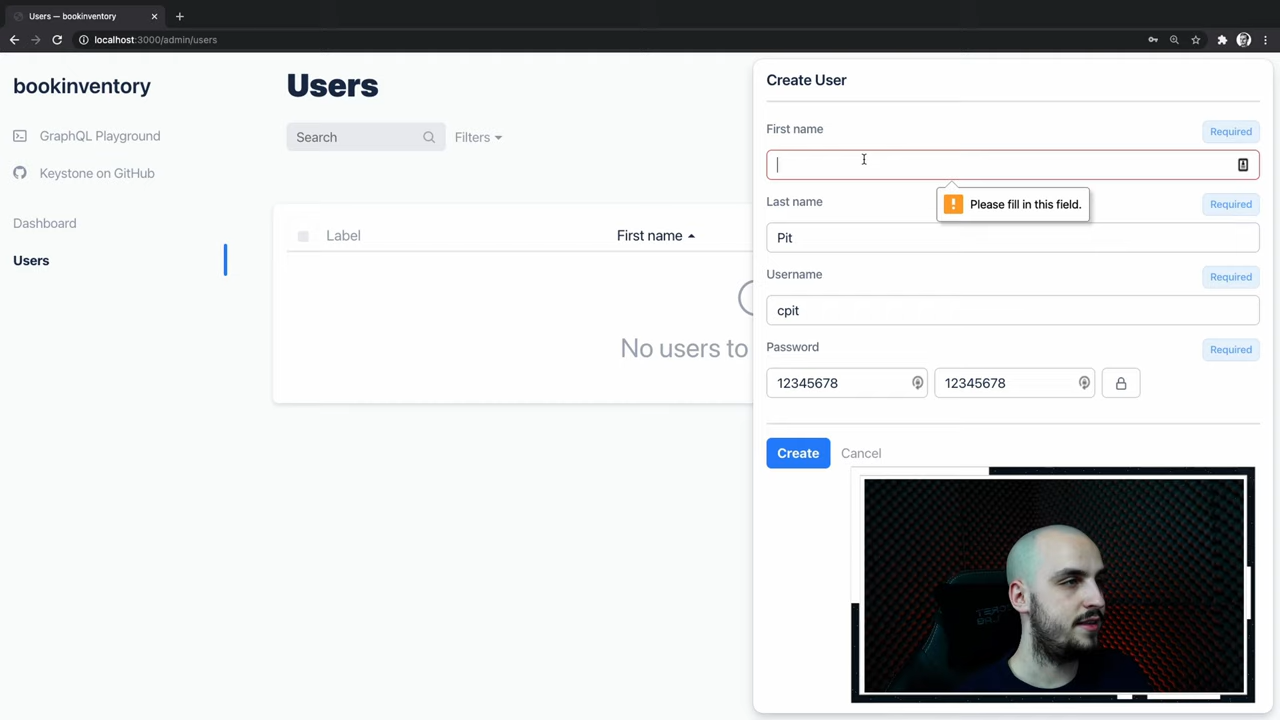 Users — bookinventory
localhost:3000/admin/users
bookinventory
GraphQL Playground
Keystone on GitHub
Dashboard
Users
Users
Search
Filters
Label
First name
No users to
Create User
First name
Required
Please fill in this field.
Last name
Required
Pit
Username
Required
cpit
Password
Required
12345678
12345678
Create
Cancel